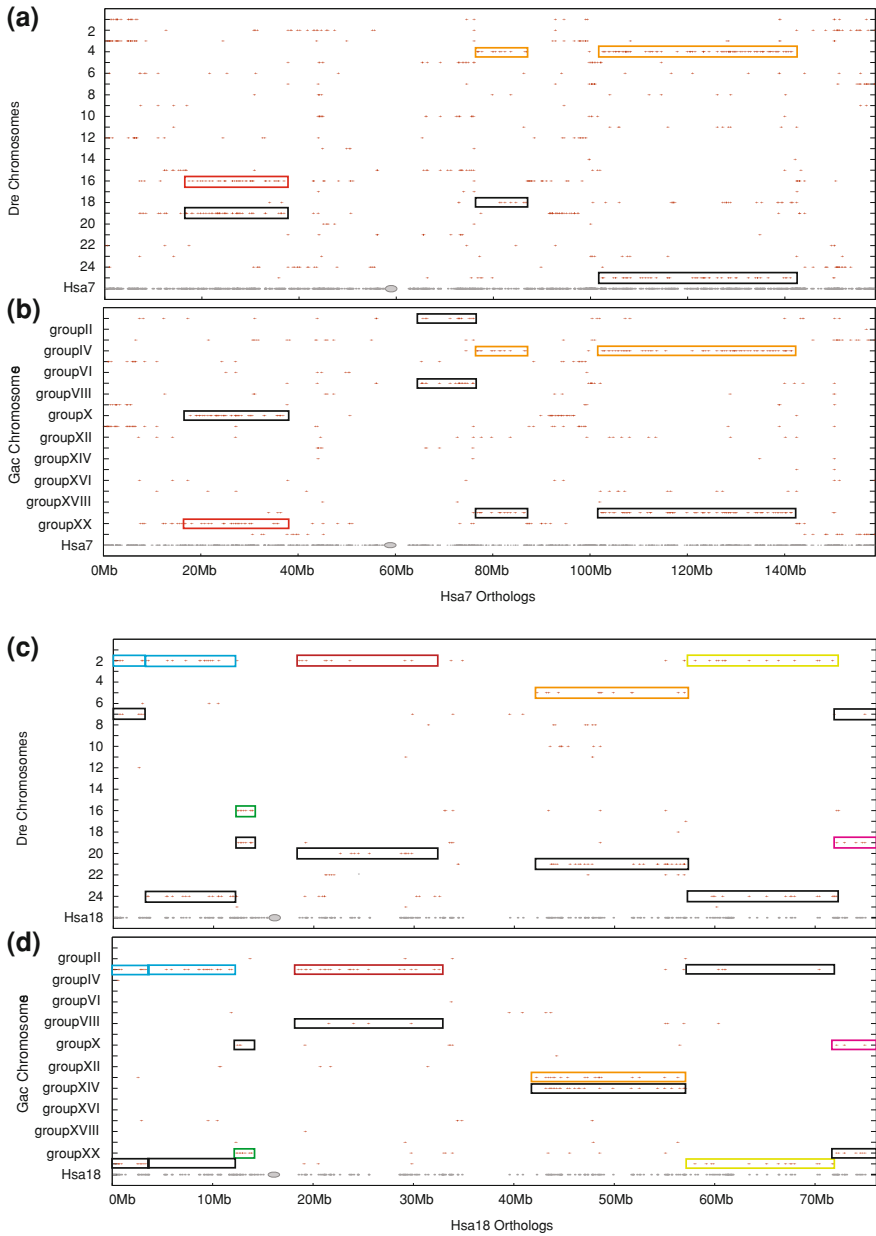 (a)
Dre Chromosomes
2
4
6
8
10
12
14
16
18
20
22
24
Hsa7
(b)
Gac Chromosome
groupII
groupIV
groupVI
groupVIII
groupX
groupXII
groupXIV
groupXVI
groupXVIII
groupXX
Hsa7
0Mb 20Mb 40Mb 60Mb 80Mb 100Mb 120Mb 140Mb
Hsa7 Orthologs
(c)
Dre Chromosomes
2
4
6
8
10
12
14
16
18
20
22
24
Hsa18
(d)
Gac Chromosome
groupII
groupIV
groupVI
groupVIII
groupX
groupXII
groupXIV
groupXVI
groupXVIII
groupXX
Hsa18
0Mb 10Mb 20Mb 30Mb 40Mb 50Mb 60Mb 70Mb
Hsa18 Orthologs